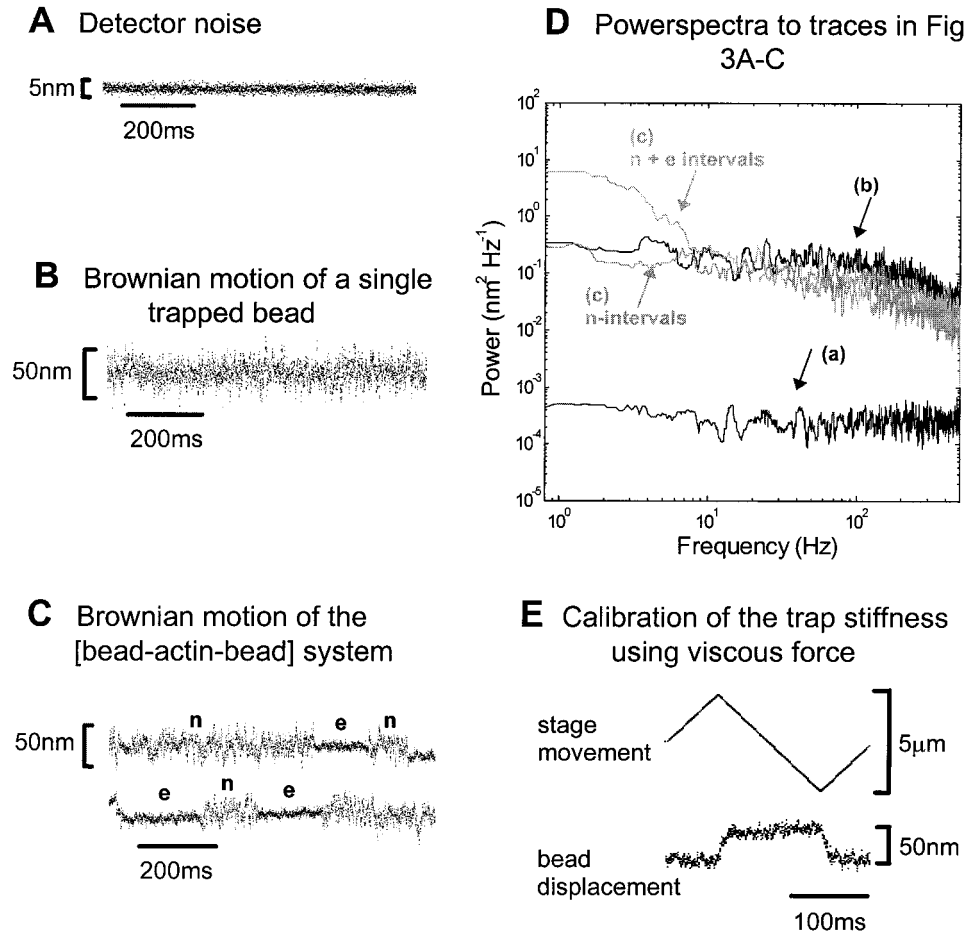 A Detector noise
5nm
200ms
B Brownian motion of a single
trapped bead
50nm
200ms
C Brownian motion of the
[bead-actin-bead] system
50nm
n
e
n
e
n
e
200ms
D Powerspectra to traces in Fig
3A-C
Power (nm² Hz⁻¹)
10²
10¹
10⁰
10⁻¹
10⁻²
10⁻³
10⁻⁴
10⁻⁵
(c)
n + e intervals
(b)
(c)
n-intervals
(a)
10⁰
10¹
10²
Frequency (Hz)
E Calibration of the trap stiffness
using viscous force
stage
movement
5μm
bead
displacement
50nm
100ms